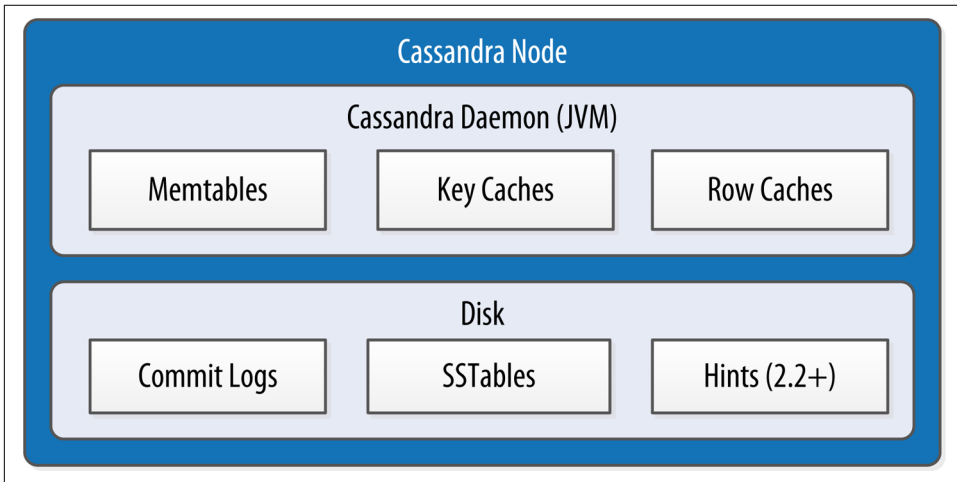 Cassandra Node
Cassandra Daemon (JVM)
Memtables
Key Caches
Row Caches
Disk
Commit Logs
SSTables
Hints (2.2+)